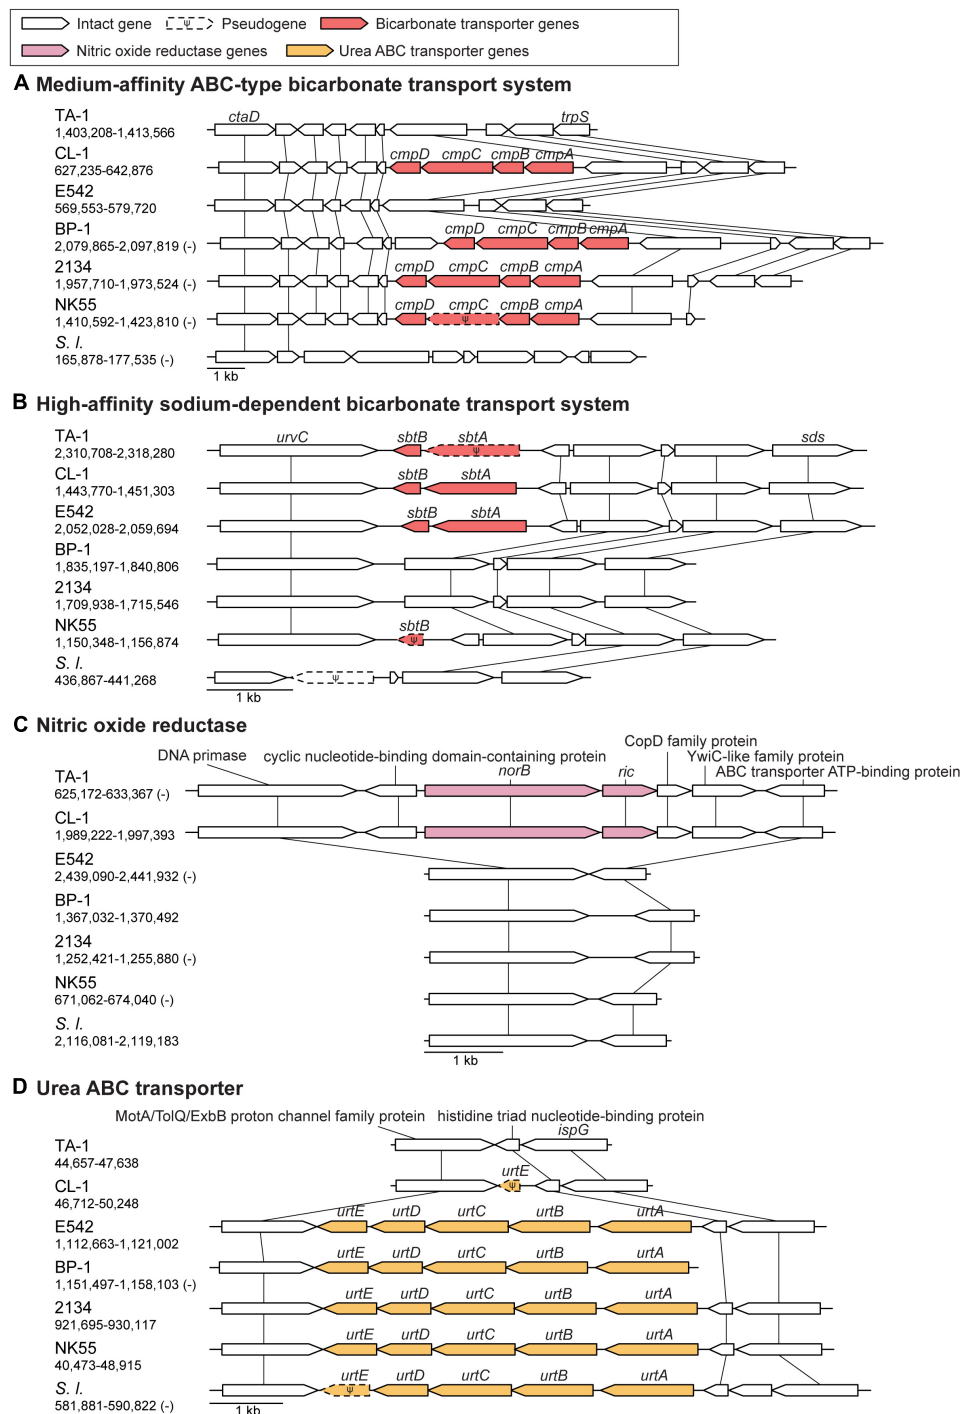 Intact gene ψ Pseudogene Bicarbonate transporter genes
Nitric oxide reductase genes Urea ABC transporter genes
A Medium-affinity ABC-type bicarbonate transport system
TA-1 ctaD trpS
1,403,208-1,413,566
CL-1 cmpD cmpC cmpB cmpA
627,235-642,876
E542
569,553-579,720
BP-1 cmpD cmpC cmpB cmpA
2,079,865-2,097,819 (-)
2134 cmpD cmpC cmpB cmpA
1,957,710-1,973,524 (-)
NK55 cmpD cmpC cmpB cmpA
1,410,592-1,423,810 (-) ψ
S. l.
165,878-177,535 (-)
1 kb
B High-affinity sodium-dependent bicarbonate transport system
TA-1 urvC sbtB sbtA sds
2,310,708-2,318,280 ψ
CL-1 sbtB sbtA
1,443,770-1,451,303
E542 sbtB sbtA
2,052,028-2,059,694
BP-1
1,835,197-1,840,806
2134
1,709,938-1,715,546
NK55 sbtB
1,150,348-1,156,874 ψ
S. l.
436,867-441,268 ψ
1 kb
C Nitric oxide reductase
CopD family protein
DNA primase cyclic nucleotide-binding domain-containing protein YwiC-like family protein
TA-1 norB ric ABC transporter ATP-binding protein
625,172-633,367 (-)
CL-1
1,989,222-1,997,393
E542
2,439,090-2,441,932 (-)
BP-1
1,367,032-1,370,492
2134
1,252,421-1,255,880 (-)
NK55
671,062-674,040 (-)
S. l.
2,116,081-2,119,183
1 kb
D Urea ABC transporter
MotA/TolQ/ExbB proton channel family protein histidine triad nucleotide-binding protein
TA-1 ispG
44,657-47,638
CL-1 urtE
46,712-50,248 ψ
E542 urtE urtD urtC urtB urtA
1,112,663-1,121,002
BP-1 urtE urtD urtC urtB urtA
1,151,497-1,158,103 (-)
2134 urtE urtD urtC urtB urtA
921,695-930,117
NK55 urtE urtD urtC urtB urtA
40,473-48,915
S. l. urtE urtD urtC urtB urtA
581,881-590,822 (-) ψ
1 kb